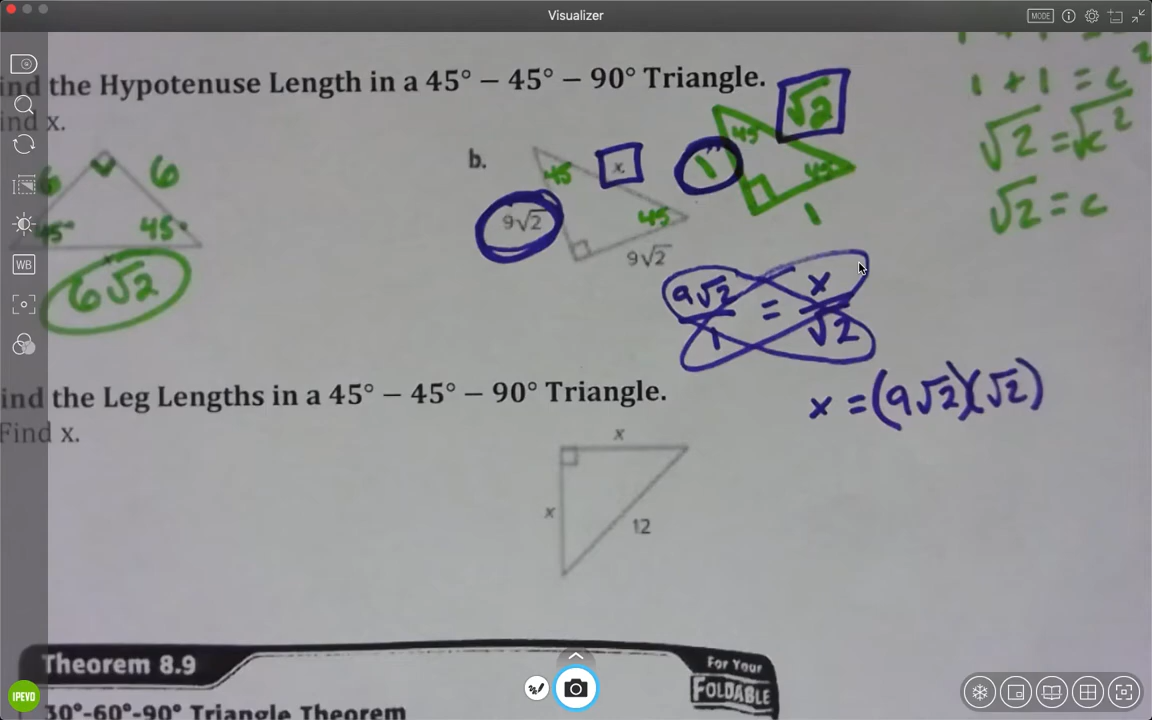 Visualizer
MODE
ind the Hypotenuse Length in a 45° – 45° – 90° Triangle.
ind x.
1 + 1 = c²
√2 = √c²
√2 = c
6
6
45°
45°
6√2
b.
45
x
9√2
45
9√2
45
√2
1
45
1
9√2 / 1 = x / √2
x = (9√2)(√2)
ind the Leg Lengths in a 45° – 45° – 90° Triangle.
Find x.
x
x
12
WB
Theorem 8.9
For Your
FOLDABLE
30°-60°-90° Triangle Theorem
IPEVO